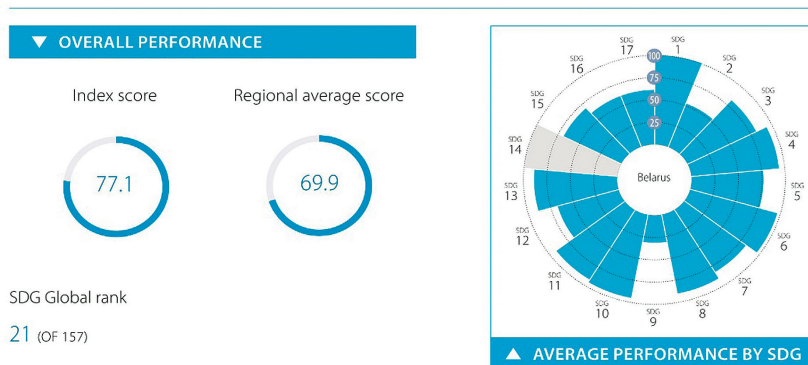 ▼ OVERALL PERFORMANCE
Index score
Regional average score
77.1
69.9
SDG Global rank
21 (OF 157)
SDG 1
SDG 2
SDG 3
SDG 4
SDG 5
SDG 6
SDG 7
SDG 8
SDG 9
SDG 10
SDG 11
SDG 12
SDG 13
SDG 14
SDG 15
SDG 16
SDG 17
100
75
50
25
Belarus
▲ AVERAGE PERFORMANCE BY SDG